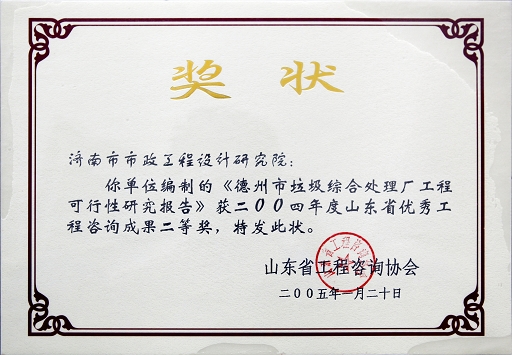 奖状
济南市市政工程设计研究院：
你单位编制的《德州市垃圾综合处理厂工程
可行性研究报告》获二00四年度山东省优秀工
程咨询成果二等奖，特发此状。
山东省工程咨询协会
二00五年一月二十日